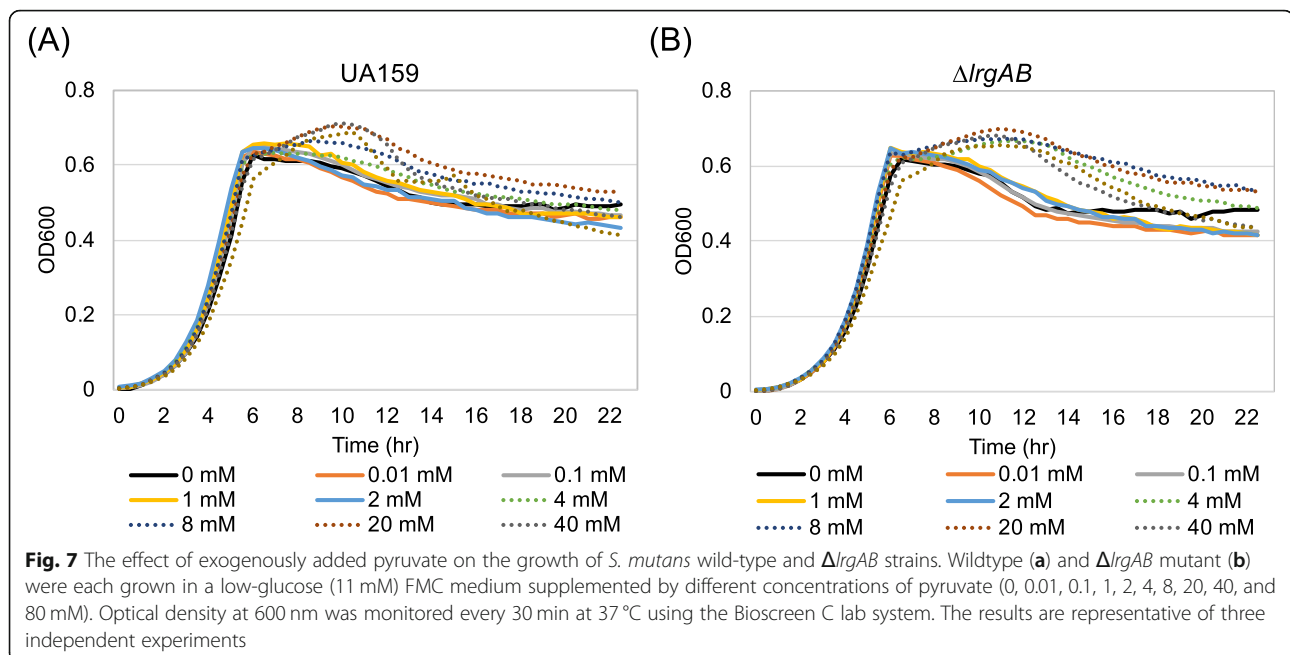 (A)
UA159
0.8
0.6
0.4
0.2
0
OD600
0 2 4 6 8 10 12 14 16 18 20 22
Time (hr)
0 mM 0.01 mM 0.1 mM
1 mM 2 mM 4 mM
8 mM 20 mM 40 mM
(B)
ΔlrgAB
0.8
0.6
0.4
0.2
0
OD600
0 2 4 6 8 10 12 14 16 18 20 22
Time (hr)
0 mM 0.01 mM 0.1 mM
1 mM 2 mM 4 mM
8 mM 20 mM 40 mM
Fig. 7 The effect of exogenously added pyruvate on the growth of S. mutans wild-type and ΔlrgAB strains. Wildtype (a) and ΔlrgAB mutant (b)
were each grown in a low-glucose (11 mM) FMC medium supplemented by different concentrations of pyruvate (0, 0.01, 0.1, 1, 2, 4, 8, 20, 40, and
80 mM). Optical density at 600 nm was monitored every 30 min at 37 °C using the Bioscreen C lab system. The results are representative of three
independent experiments